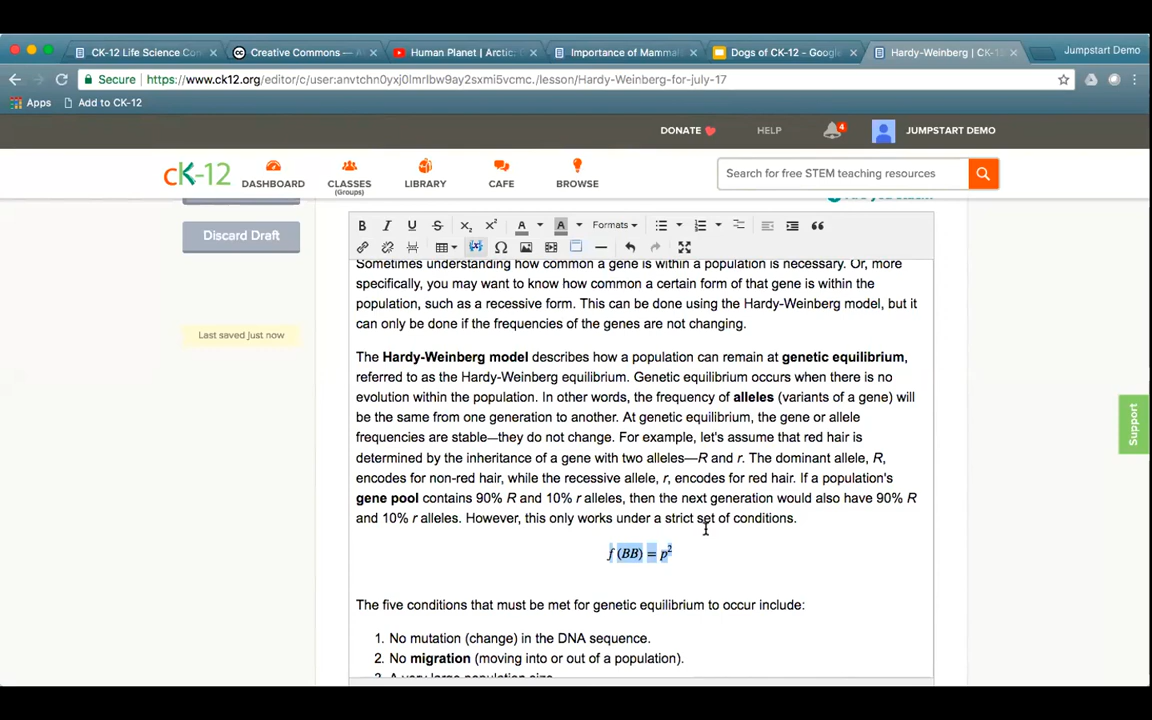 CK-12 Life Science Con
Creative Commons —
Human Planet | Arctic:
Importance of Mamma
Dogs of CK-12 - Google
Hardy-Weinberg | CK-1
Jumpstart Demo
Secure https://www.ck12.org/editor/c/user:anvtchn0yxj0lmrlbw9ay2sxmi5vcmc./lesson/Hardy-Weinberg-for-july-17
Apps Add to CK-12
DONATE HELP 4 JUMPSTART DEMO
cK-12
DASHBOARD
CLASSES
(Groups)
LIBRARY
CAFE
BROWSE
Search for free STEM teaching resources
Discard Draft
B I U S X₂ X² A A Formats
Last saved just now
Sometimes understanding how common a gene is within a population is necessary. Or, more
specifically, you may want to know how common a certain form of that gene is within the
population, such as a recessive form. This can be done using the Hardy-Weinberg model, but it
can only be done if the frequencies of the genes are not changing.
The Hardy-Weinberg model describes how a population can remain at genetic equilibrium,
referred to as the Hardy-Weinberg equilibrium. Genetic equilibrium occurs when there is no
evolution within the population. In other words, the frequency of alleles (variants of a gene) will
be the same from one generation to another. At genetic equilibrium, the gene or allele
frequencies are stable—they do not change. For example, let's assume that red hair is
determined by the inheritance of a gene with two alleles—R and r. The dominant allele, R,
encodes for non-red hair, while the recessive allele, r, encodes for red hair. If a population's
gene pool contains 90% R and 10% r alleles, then the next generation would also have 90% R
and 10% r alleles. However, this only works under a strict set of conditions.
f (BB) = p²
The five conditions that must be met for genetic equilibrium to occur include:
1. No mutation (change) in the DNA sequence.
2. No migration (moving into or out of a population).
3. A very large population size
Support